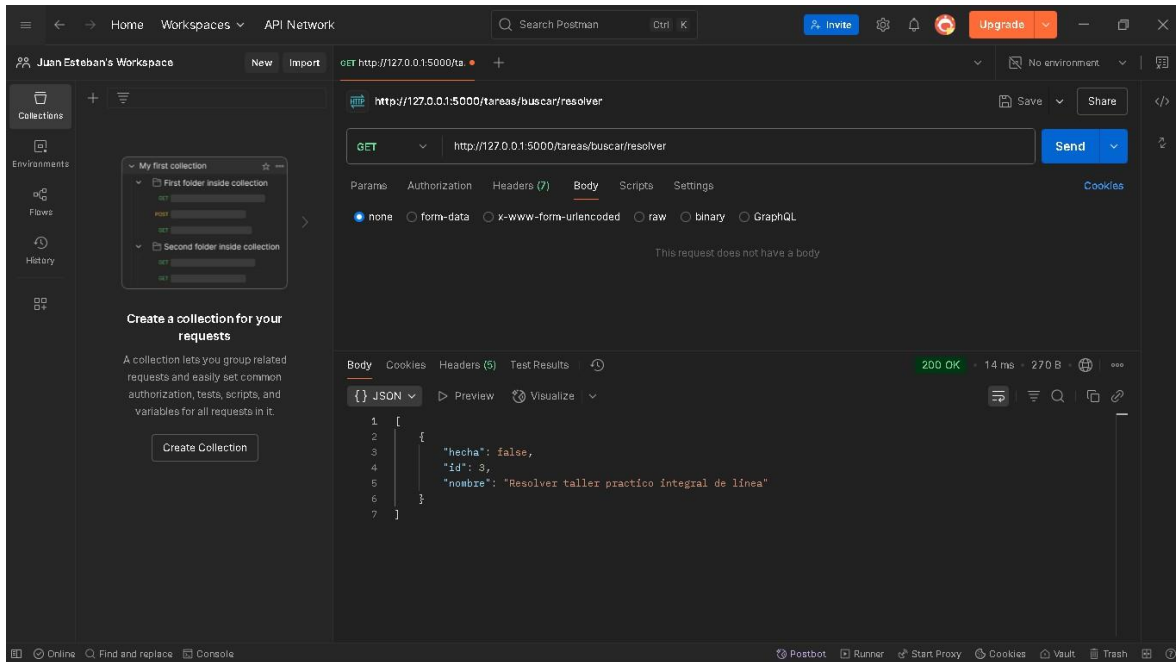 Home Workspaces API Network Search Postman Ctrl K Invite Upgrade
Juan Esteban's Workspace New Import GET http://127.0.0.1:5000/ta. No environment
Collections
Environments
Flows
History
My first collection
First folder inside collection
GET
POST
GET
Second folder inside collection
GET
GET
Create a collection for your
requests
A collection lets you group related
requests and easily set common
authorization, tests, scripts, and
variables for all requests in it.
Create Collection
HTTP http://127.0.0.1:5000/tareas/buscar/resolver Save Share
GET http://127.0.0.1:5000/tareas/buscar/resolver Send
Params Authorization Headers (7) Body Scripts Settings Cookies
none form-data x-www-form-urlencoded raw binary GraphQL
This request does not have a body
Body Cookies Headers (5) Test Results 200 OK 14 ms 270 B
{} JSON Preview Visualize
1 [
2 {
3 "hecha": false,
4 "id": 3,
5 "nombre": "Resolver taller practico integral de linea"
6 }
7 ]
Online Find and replace Console Postbot Runner Start Proxy Cookies Vault Trash